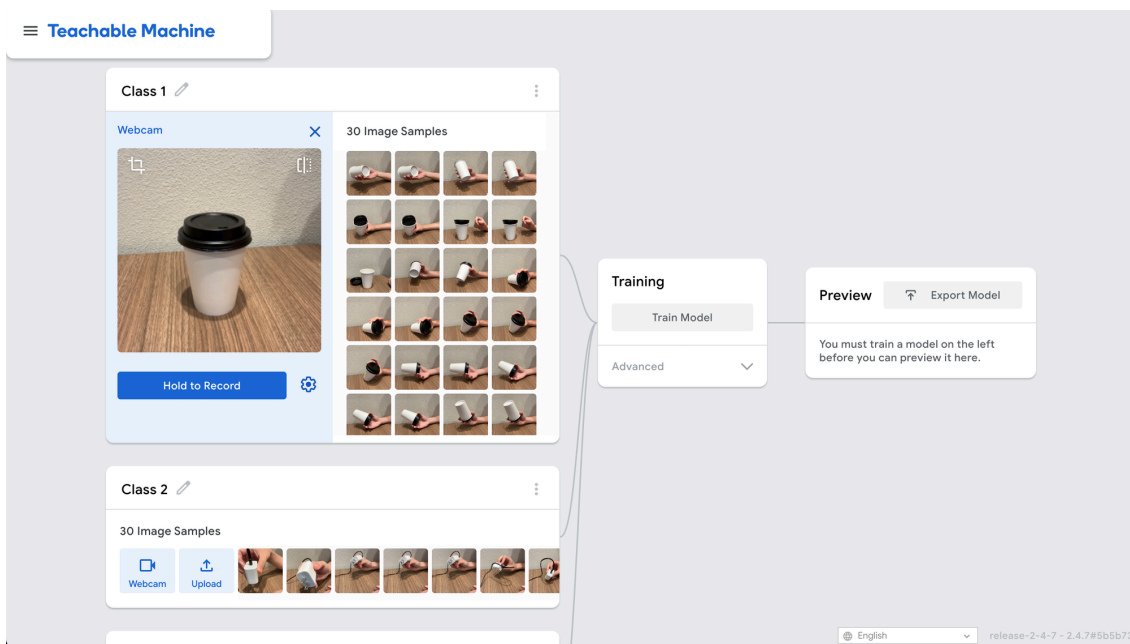 Teachable Machine
Class 1
Webcam
30 Image Samples
Hold to Record
Class 2
30 Image Samples
Webcam
Upload
Training
Train Model
Advanced
Preview
Export Model
You must train a model on the left
before you can preview it here.
English
release-2-4-7 - 2.4.7#5b5b7